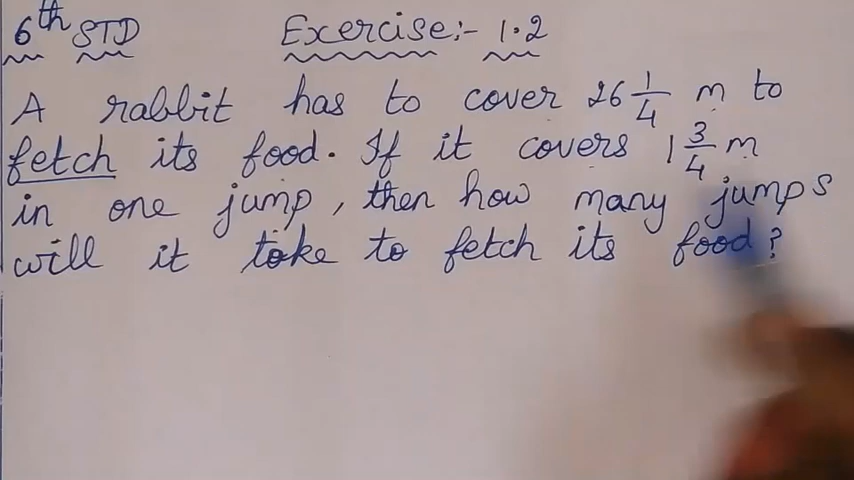 6th STD Exercise:- 1.2
A rabbit has to cover 26 1/4 m to
fetch its food. If it covers 1 3/4 m
in one jump, then how many jumps
will it take to fetch its food?